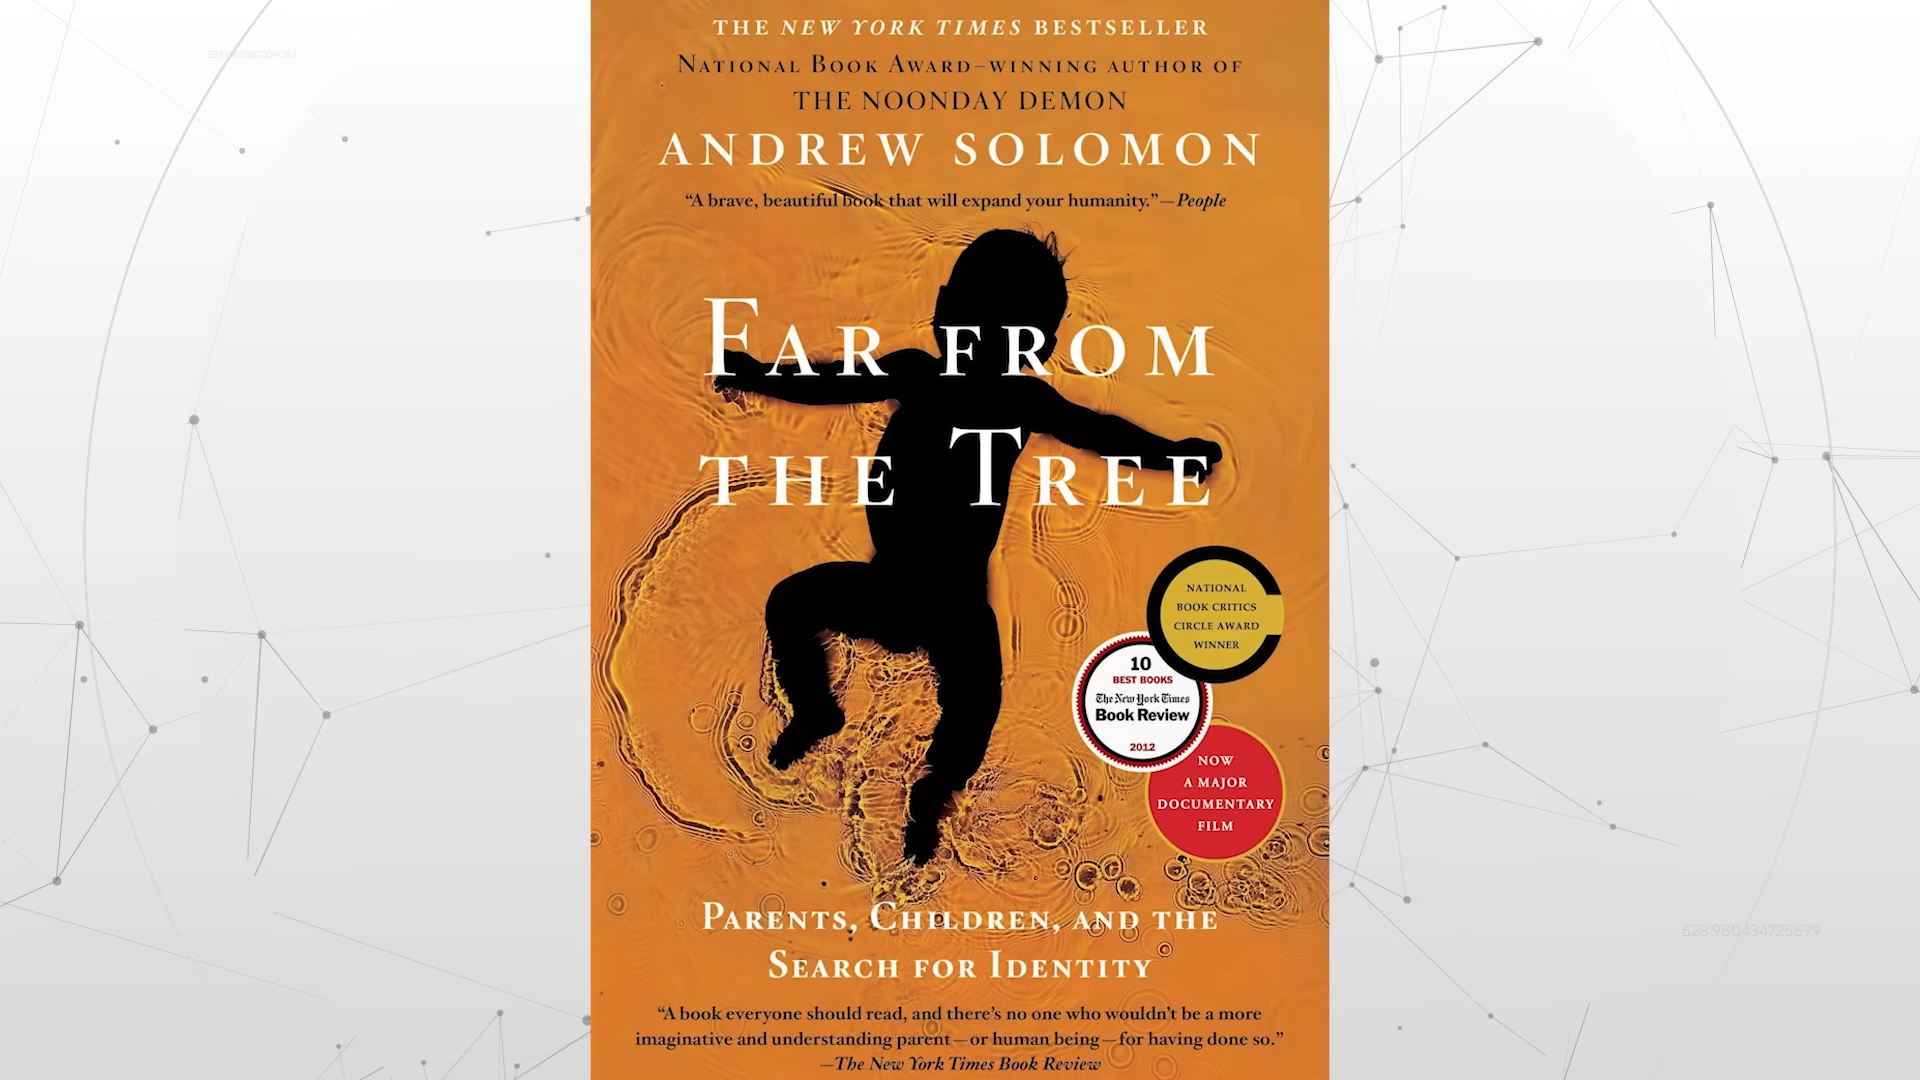 THE NEW YORK TIMES BESTSELLER
NATIONAL BOOK AWARD–WINNING AUTHOR OF
THE NOONDAY DEMON
ANDREW SOLOMON
“A brave, beautiful book that will expand your humanity.”—People
FAR FROM
THE TREE
NATIONAL
BOOK CRITICS
CIRCLE AWARD
WINNER
10
BEST BOOKS
The New York Times
Book Review
2012
NOW
A MAJOR
DOCUMENTARY
FILM
PARENTS, CHILDREN, AND THE
SEARCH FOR IDENTITY
“A book everyone should read, and there’s no one who wouldn’t be a more
imaginative and understanding parent—or human being—for having done so.”
—The New York Times Book Review
628 980434725699